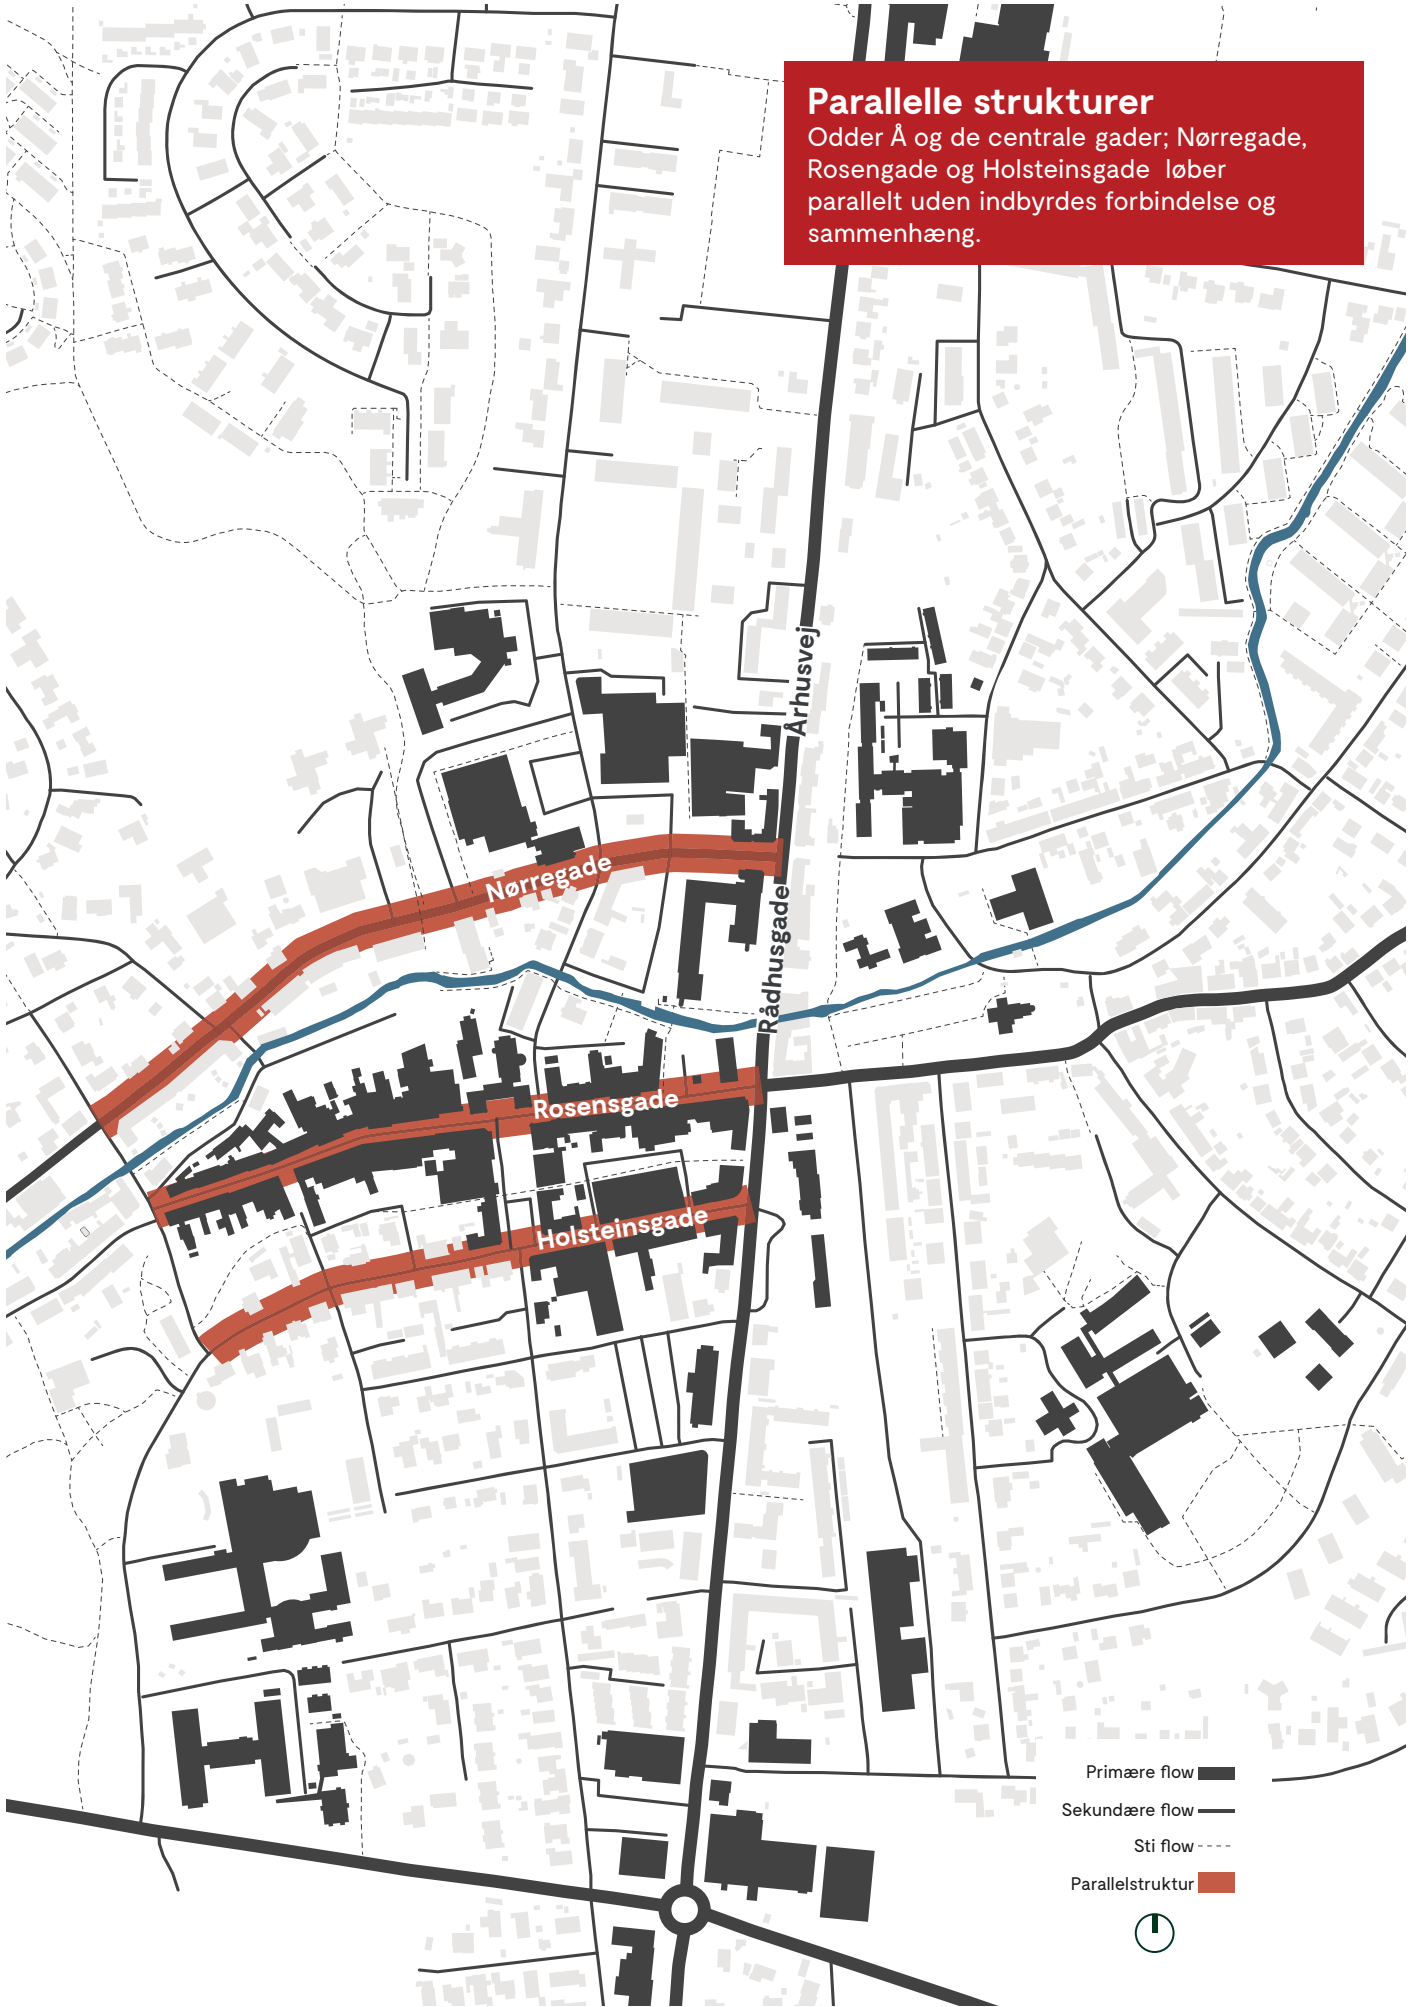 Parallelle strukturer
Odder Å og de centrale gader; Nørregade,
Rosengade og Holsteinsgade  løber
parallelt uden indbyrdes forbindelse og
sammenhæng.
Århusvej
Nørregade
Rådhusgade
Rosensgade
Holsteinsgade
Primære flow
Sekundære flow
Sti flow
Parallelstruktur